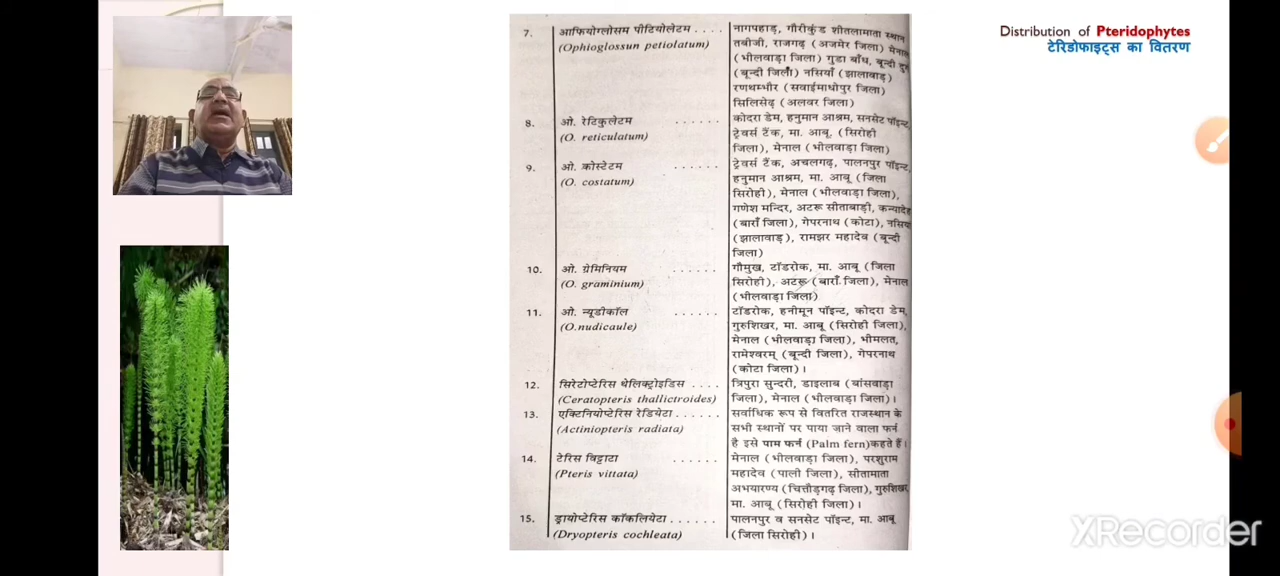 Distribution of Pteridophytes
टेरिडोफाइट्स का वितरण
7. आफियोग्लोसम पीटियोलेटम . . . . नागपहाड़, गौरीकुंड शीतलामाता स्थान
(Ophioglossun petiolatum) तबीजी, राजगढ़ (अजमेर जिला) मेनाल
(भीलवाड़ा जिला) गुडा बाँध, बून्दी
(बून्दी जिला) नसियाँ (झालावाड़)
रणथम्भौर (सवाईमाधोपुर जिला)
सिलिसेढ़ (अलवर जिला)
8. ओ. रेटिकुलेटम . . . . . . कोदरा डेम, हनुमान आश्रम, सनसेट पॉइन्ट,
(O. reticulatum) ट्रेवर्स टैंक, मा. आबू, (सिरोही
जिला), मेनाल (भीलवाड़ा जिला)
9. ओ. कोस्टेटम . . . . . . ट्रेवर्स टैंक, अचलगढ़, पालनपुर पॉइन्ट,
(O. costatum) हनुमान आश्रम, मा. आबू (जिला
सिरोही), मेनाल (भीलवाड़ा जिला),
गणेश मन्दिर, अटरू सीताबाड़ी, कन्यादेह
(बाराँ जिला), गेपरनाथ (कोटा), नसिया
(झालावाड़), रामझर महादेव (बून्दी
जिला)
10. ओ. ग्रेमिनियम . . . . . . गौमुख, टॉडरोक, मा. आबू (जिला
(O. graminium) सिरोही), अटरू (बाराँ जिला), मेनाल
(भीलवाड़ा जिला)
11. ओ. न्यूडीकॉल . . . . . . टॉडरोक, हनीमून पॉइन्ट, कोदरा डेम,
(O.nudicaule) गुरुशिखर, मा. आबू (सिरोही जिला),
मेनाल (भीलवाड़ा जिला), भीमलत,
रामेश्वरम् (बून्दी जिला), गेपरनाथ
(कोटा जिला)।
12. सिरेटोप्टेरिस थेलिक्ट्रोइडिस . . . . त्रिपुरा सुन्दरी, डाइलाब (बांसवाड़ा
(Ceratopteris thallictroides) जिला), मेनाल (भीलवाड़ा जिला)।
13. एक्टिनियोप्टेरिस रेडियेटा . . . . . . सर्वाधिक रूप से वितरित राजस्थान के
(Actiniopteris radiata) सभी स्थानों पर पाया जाने वाला फर्न
है इसे पाम फर्न (Palm fern) कहते हैं।
14. टेरिस विट्टाटा . . . . . . मेनाल (भीलवाड़ा जिला), परशुराम
(Pteris vittata) महादेव (पाली जिला), सीतामाता
अभयारण्य (चित्तौड़गढ़ जिला), गुरुशिखर,
मा. आबू (सिरोही जिला)।
15. ड्रायोप्टेरिस कॉकलियेटा . . . . . . पालनपुर व सनसेट पॉइन्ट, मा. आबू
(Dryopteris cochleata) (जिला सिरोही)।
XRecorder